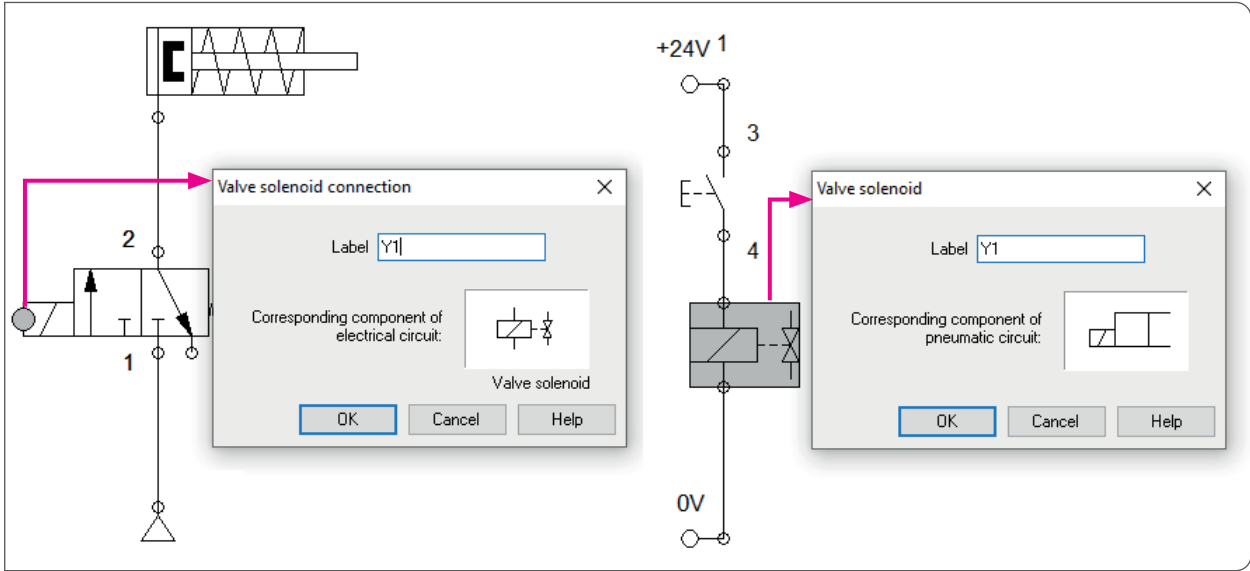 2
1
Valve solenoid connection
Label Y1
Corresponding component of
electrical circuit:
Valve solenoid
OK Cancel Help
+24V 1
3
4
0V
Valve solenoid
Label Y1
Corresponding component of
pneumatic circuit:
OK Cancel Help